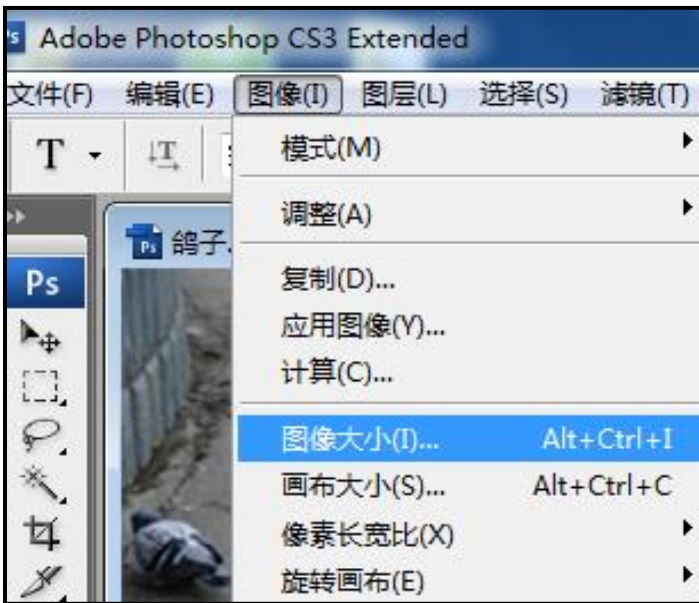 Adobe Photoshop CS3 Extended
文件(F) 编辑(E) 图像(I) 图层(L) 选择(S) 滤镜(T)
T
模式(M)
调整(A)
Ps 鸽子.
Ps
复制(D)...
应用图像(Y)...
计算(C)...
图像大小(I)... Alt+Ctrl+I
画布大小(S)... Alt+Ctrl+C
像素长宽比(X)
旋转画布(E)